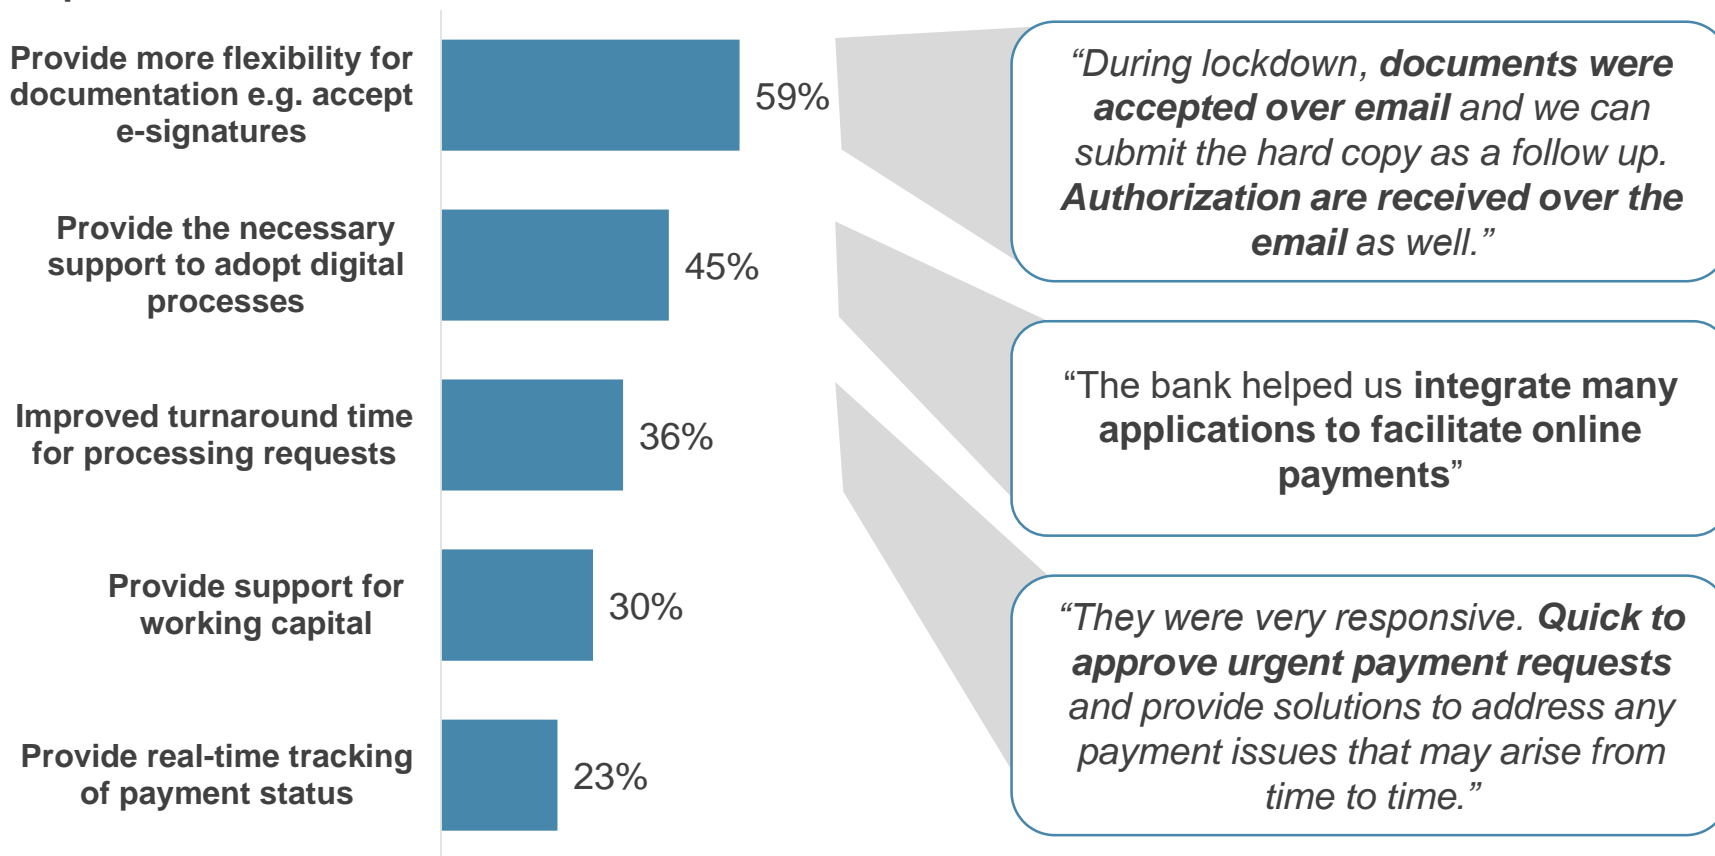 Provide more flexibility for
documentation e.g. accept
e-signatures
59%
“During lockdown, documents were
accepted over email and we can
submit the hard copy as a follow up.
Authorization are received over the
email as well.”
Provide the necessary
support to adopt digital
processes
45%
“The bank helped us integrate many
applications to facilitate online
payments”
Improved turnaround time
for processing requests
36%
Provide support for
working capital
30%
“They were very responsive. Quick to
approve urgent payment requests
and provide solutions to address any
payment issues that may arise from
time to time.”
Provide real-time tracking
of payment status
23%